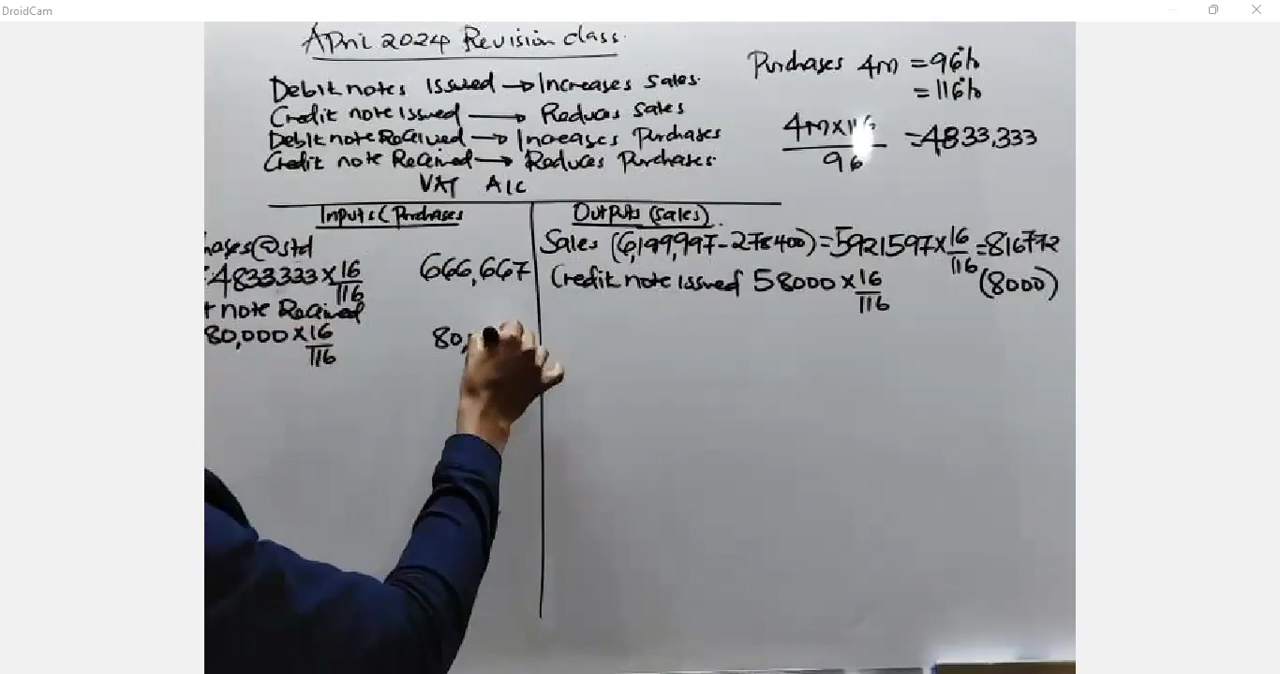 DroidCam
April 2024 Revision class
Debit notes Issued → Increases Sales.
Credit note Issued → Reduces Sales
Debit note Received → Increases Purchases
Credit note Received → Reduces Purchases.
VAT A/C
Purchases 4m = 96%
= 116%
4m x 116
96
= 4833,333
Inputs (Purchases
Outputs (Sales).
hases @ std
4833333 x 16
116
666,667
t note Received
80,000 x 16
116
80,
Sales (6,199,997 - 278400) = 5921597 x 16
116
= 816772
Credit note Issued 58000 x 16
116
(8000)